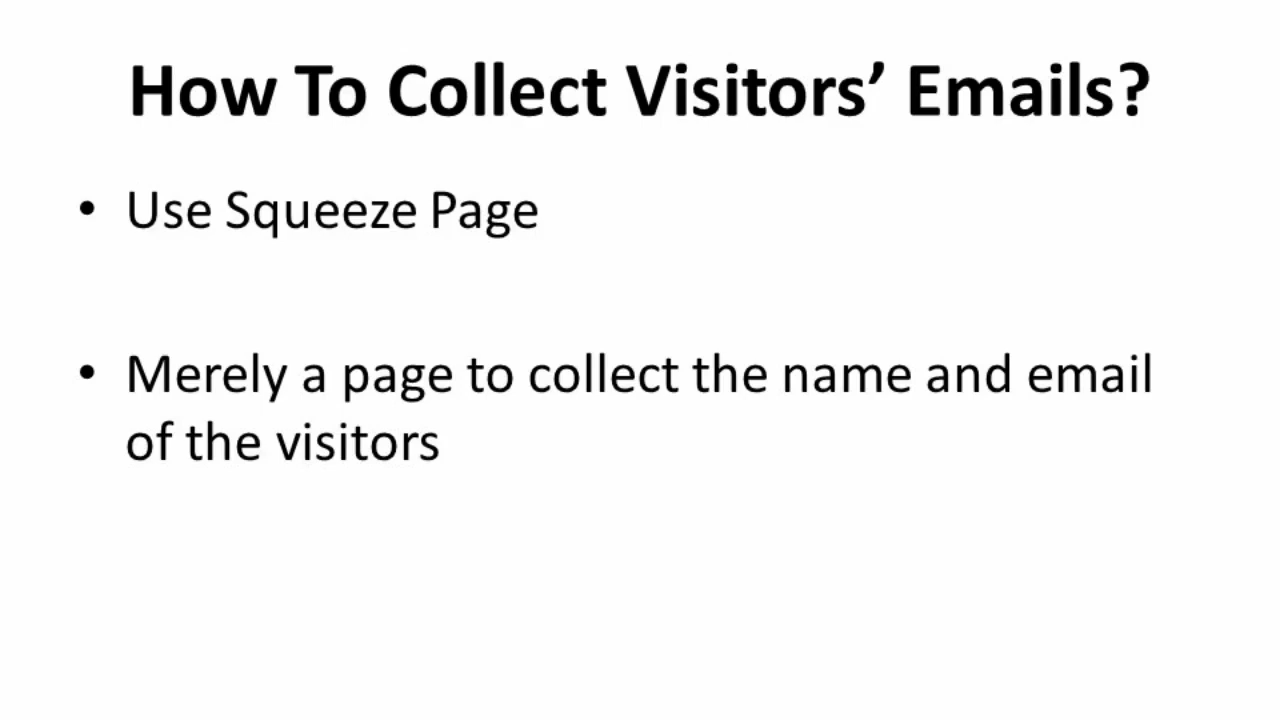 How To Collect Visitors’ Emails?
• Use Squeeze Page
• Merely a page to collect the name and email
of the visitors